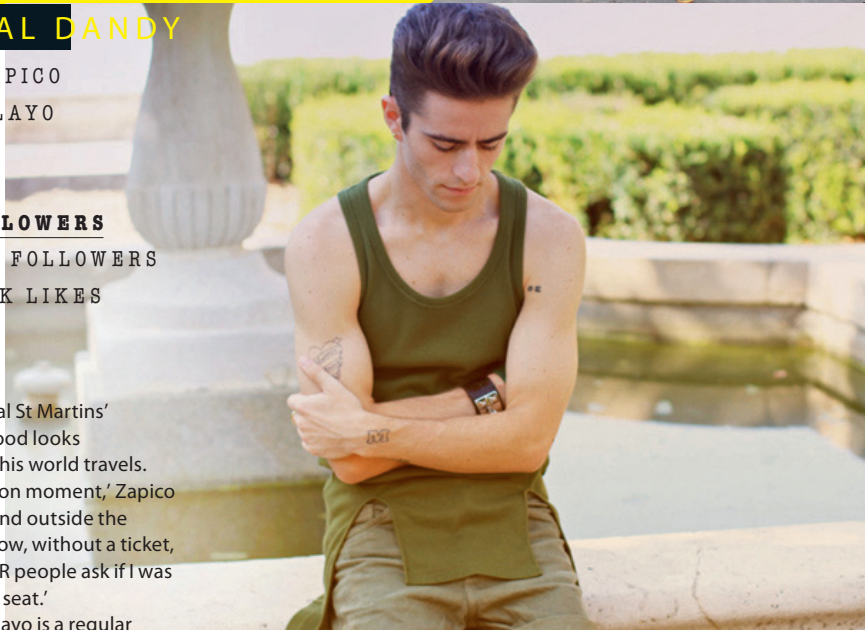 AL DANDY
PICO
LAYO
LOWERS
FOLLOWERS
K LIKES
al St Martins’
ood looks
his world travels.
on moment,’ Zapico
nd outside the
ow, without a ticket,
R people ask if I was
seat.’
ayo is a regular
M